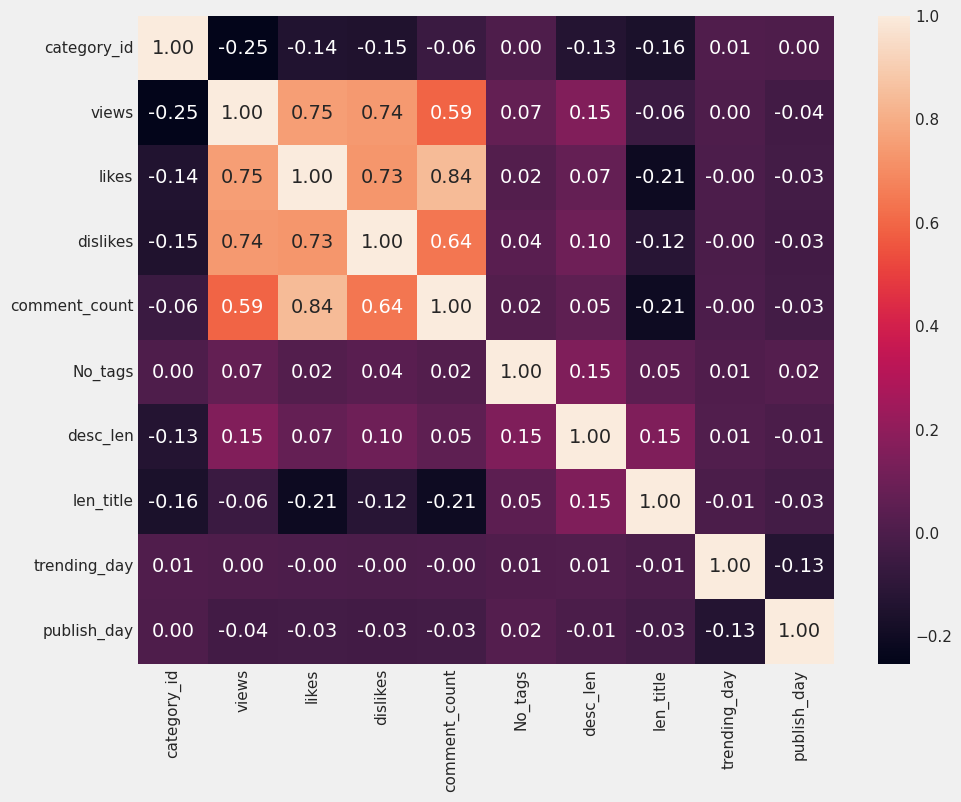 category_id 1.00 -0.25 -0.14 -0.15 -0.06 0.00 -0.13 -0.16 0.01 0.00
views -0.25 1.00 0.75 0.74 0.59 0.07 0.15 -0.06 0.00 -0.04
likes -0.14 0.75 1.00 0.73 0.84 0.02 0.07 -0.21 -0.00 -0.03
dislikes -0.15 0.74 0.73 1.00 0.64 0.04 0.10 -0.12 -0.00 -0.03
comment_count -0.06 0.59 0.84 0.64 1.00 0.02 0.05 -0.21 -0.00 -0.03
No_tags 0.00 0.07 0.02 0.04 0.02 1.00 0.15 0.05 0.01 0.02
desc_len -0.13 0.15 0.07 0.10 0.05 0.15 1.00 0.15 0.01 -0.01
len_title -0.16 -0.06 -0.21 -0.12 -0.21 0.05 0.15 1.00 -0.01 -0.03
trending_day 0.01 0.00 -0.00 -0.00 -0.00 0.01 0.01 -0.01 1.00 -0.13
publish_day 0.00 -0.04 -0.03 -0.03 -0.03 0.02 -0.01 -0.03 -0.13 1.00
category_id
views
likes
dislikes
comment_count
No_tags
desc_len
len_title
trending_day
publish_day
1.0
0.8
0.6
0.4
0.2
0.0
−0.2